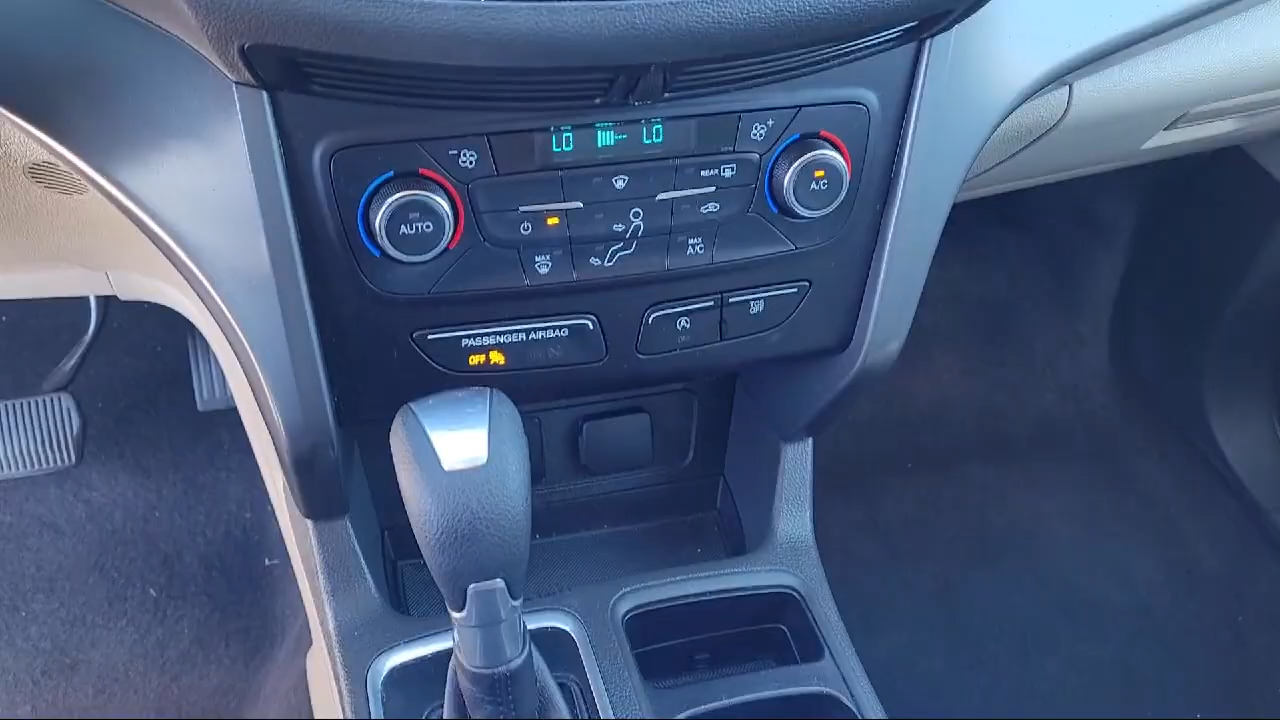 LO LO
REAR
A/C
AUTO
MAX
A/C
MAX
TCS
OFF
PASSENGER AIRBAG
OFF